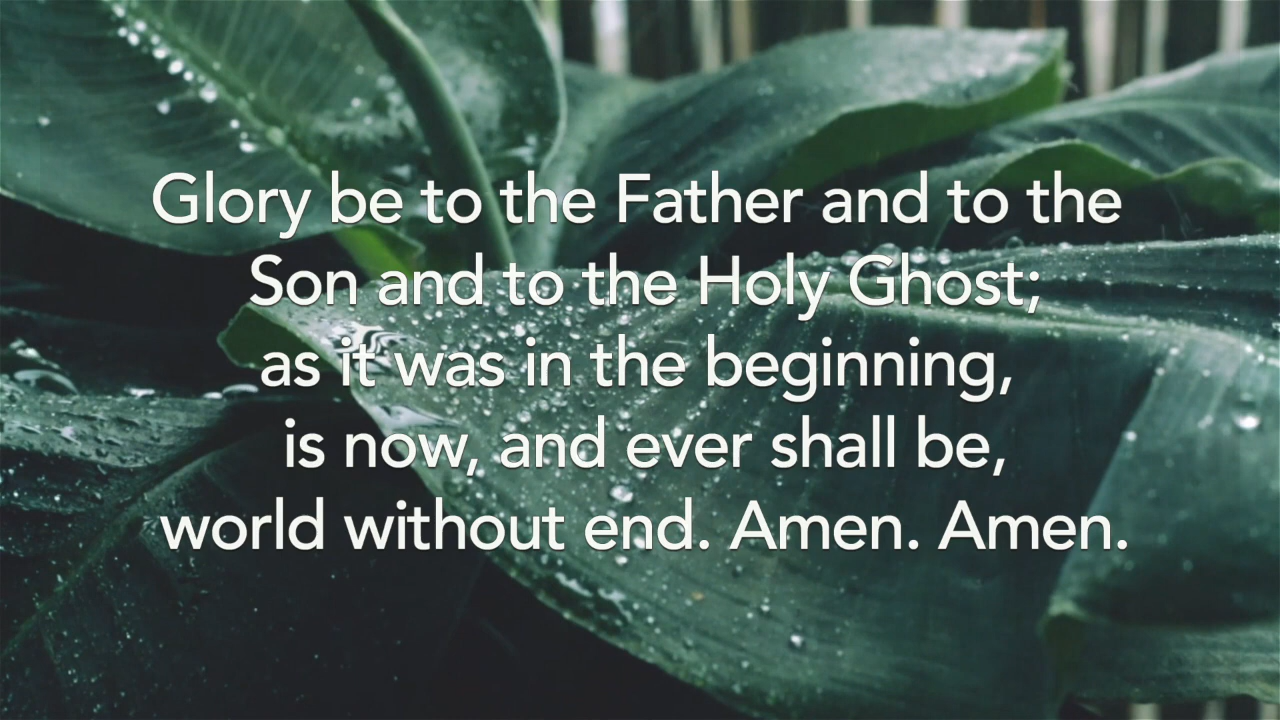 Glory be to the Father and to the
Son and to the Holy Ghost;
as it was in the beginning,
is now, and ever shall be,
world without end. Amen. Amen.